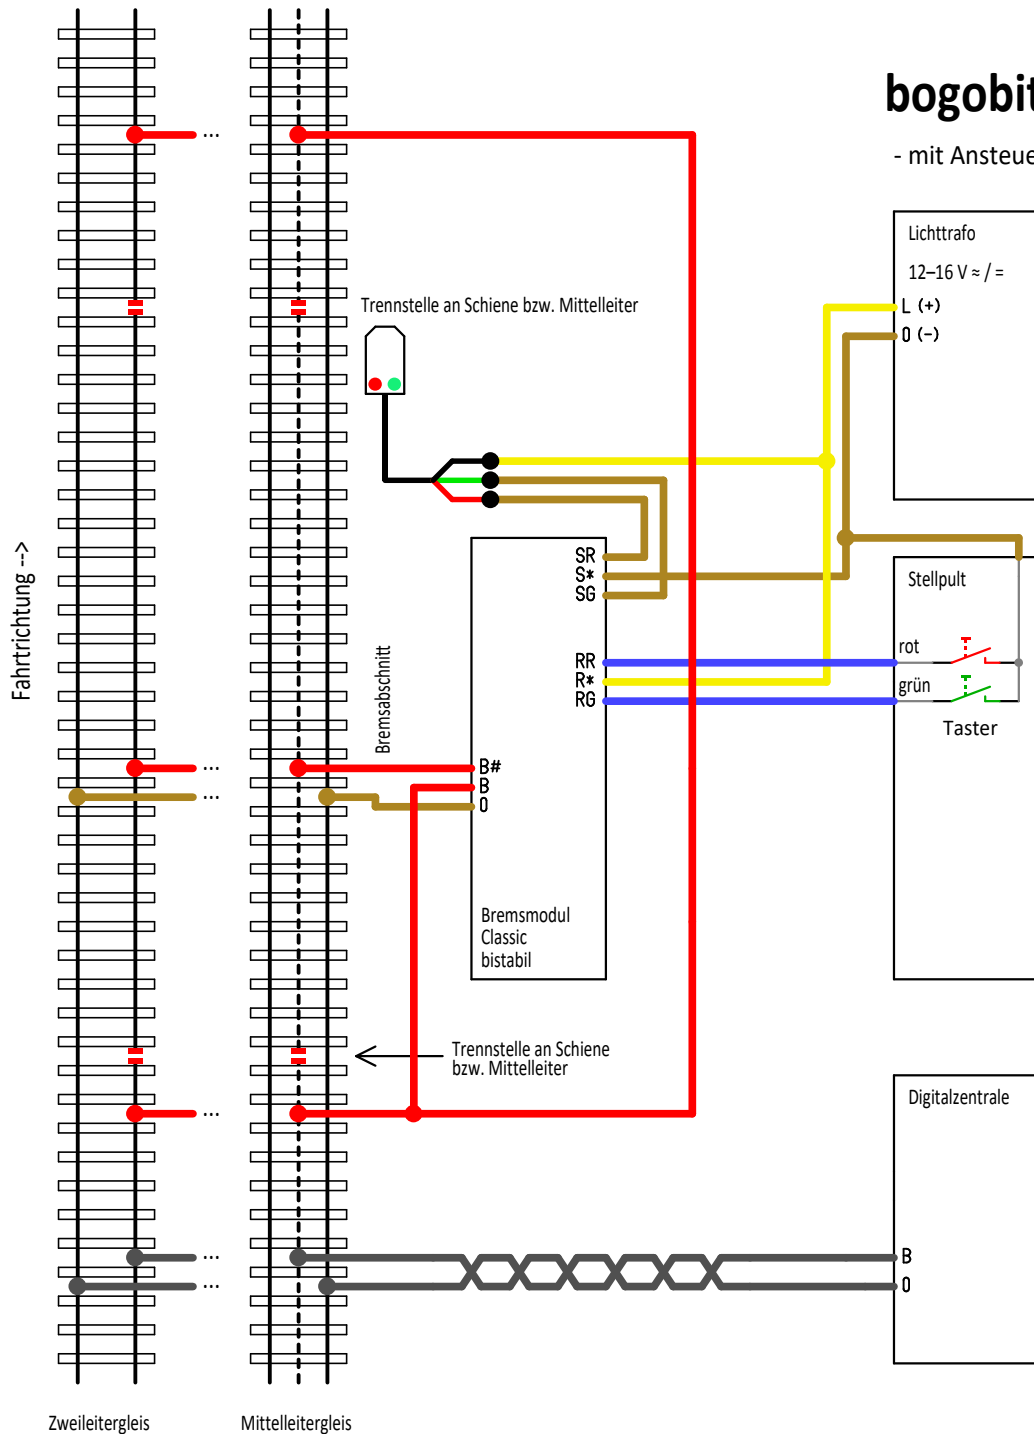 bogobit
- mit Ansteue
...
Lichttrafo
12–16 V ≈ / =
L (+)
0 (-)
Trennstelle an Schiene bzw. Mittelleiter
Fahrtrichtung -->
SR
S*
SG
Stellpult
rot
grün
Taster
RR
R*
RG
Bremsabschnitt
...
...
B#
B
0
Bremsmodul
Classic
bistabil
Trennstelle an Schiene
bzw. Mittelleiter
...
Digitalzentrale
...
...
B
0
Zweileitergleis
Mittelleitergleis